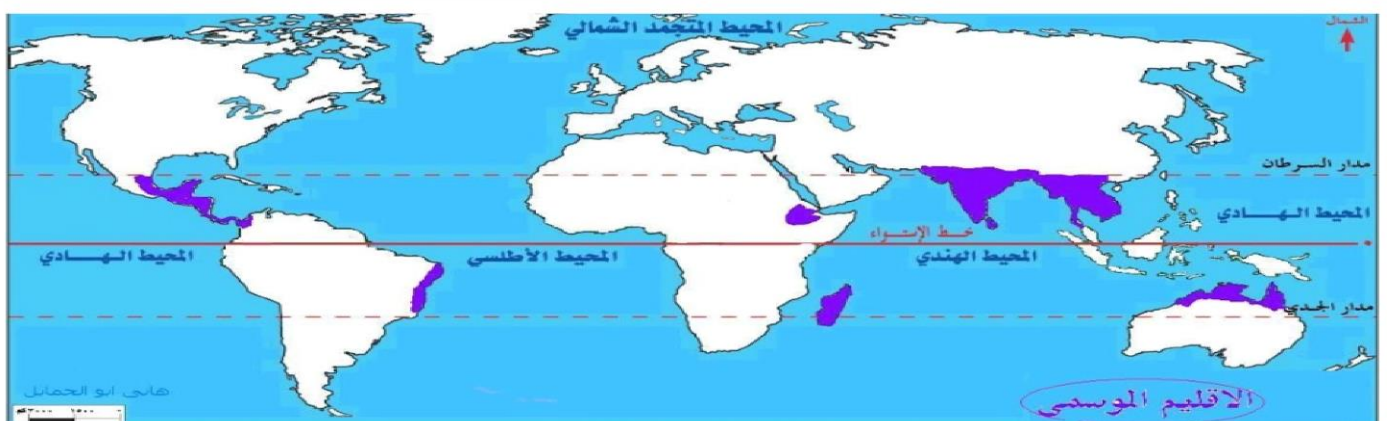 المحيط المتجمد الشمالي
الشمال
مدار السرطان
المحيط الهادي
خط الإستواء
المحيط الهادي
المحيط الأطلسي
المحيط الهندي
مدار الجدي
هاني ابو الحمايل
الاقليم الموسمي